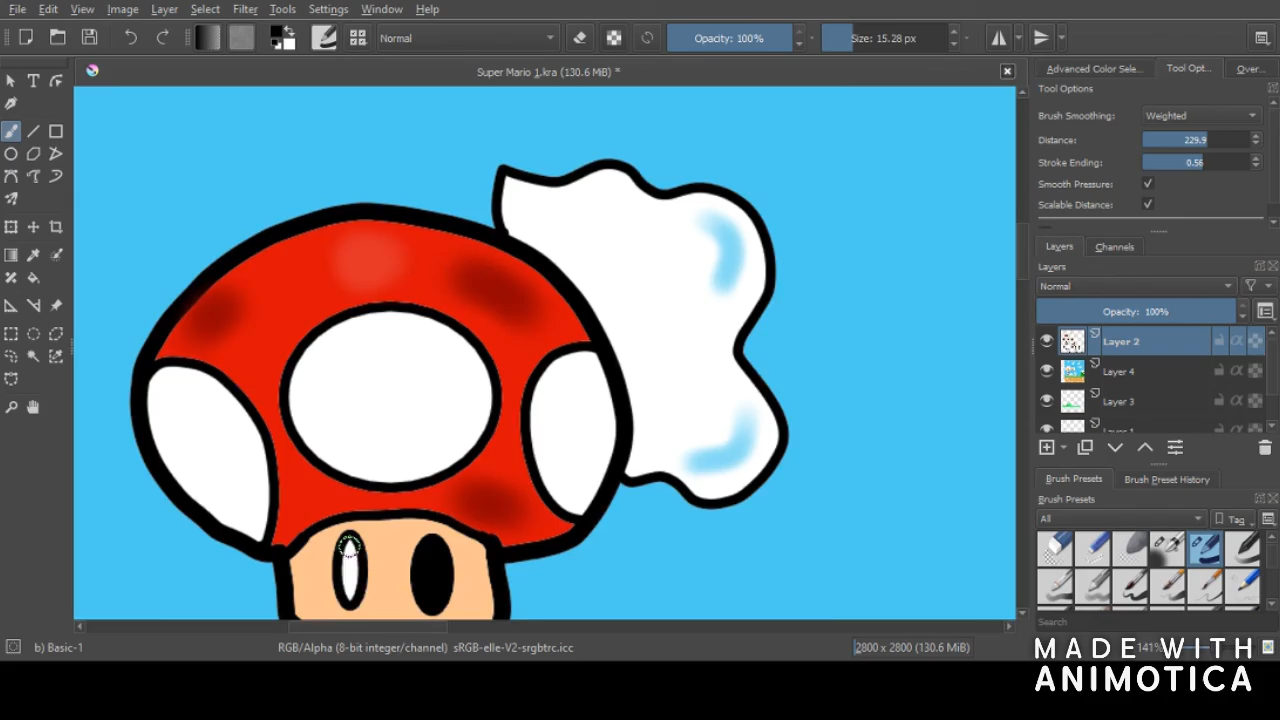 File Edit View Image Layer Select Filter Tools Settings Window Help
Normal Opacity: 100% Size: 15.28 px
Super Mario 1.kra (130.6 MiB) *
Advanced Color Sele... Tool Opt... Over...
Tool Options
Brush Smoothing: Weighted
Distance: 229.9
Stroke Ending: 0.56
Smooth Pressure:
Scalable Distance:
Layers Channels
Layers
Normal
Opacity: 100%
Layer 2
Layer 4
Layer 3
Brush Presets Brush Preset History
Brush Presets
All Tag
Search
b) Basic-1 RGB/Alpha (8-bit integer/channel) sRGB-elle-V2-srgbtrc.icc 2800 x 2800 (130.6 MiB) 141%
MADE WITH
ANIMOTICA